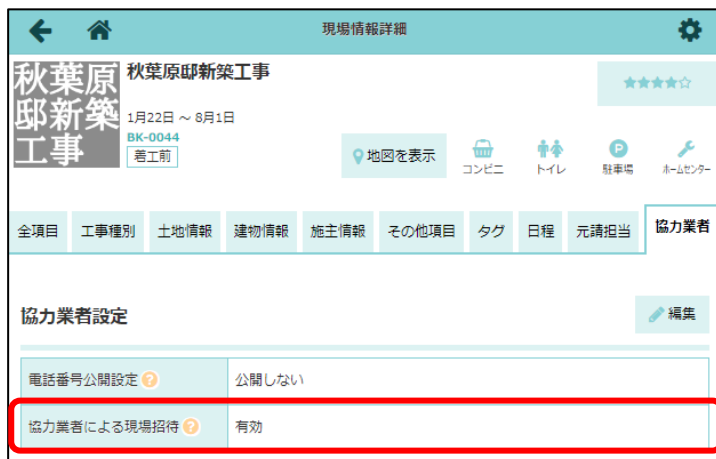 現場情報詳細
秋葉原
邸新築
工事
秋葉原邸新築工事
1月22日 ～ 8月1日
BK-0044
着工前
★★★★☆
地図を表示
コンビニ
トイレ
P
駐車場
ホームセンター
全項目 工事種別 土地情報 建物情報 施主情報 その他項目 タグ 日程 元請担当 協力業者
協力業者設定
編集
電話番号公開設定 ? 公開しない
協力業者による現場招待 ? 有効